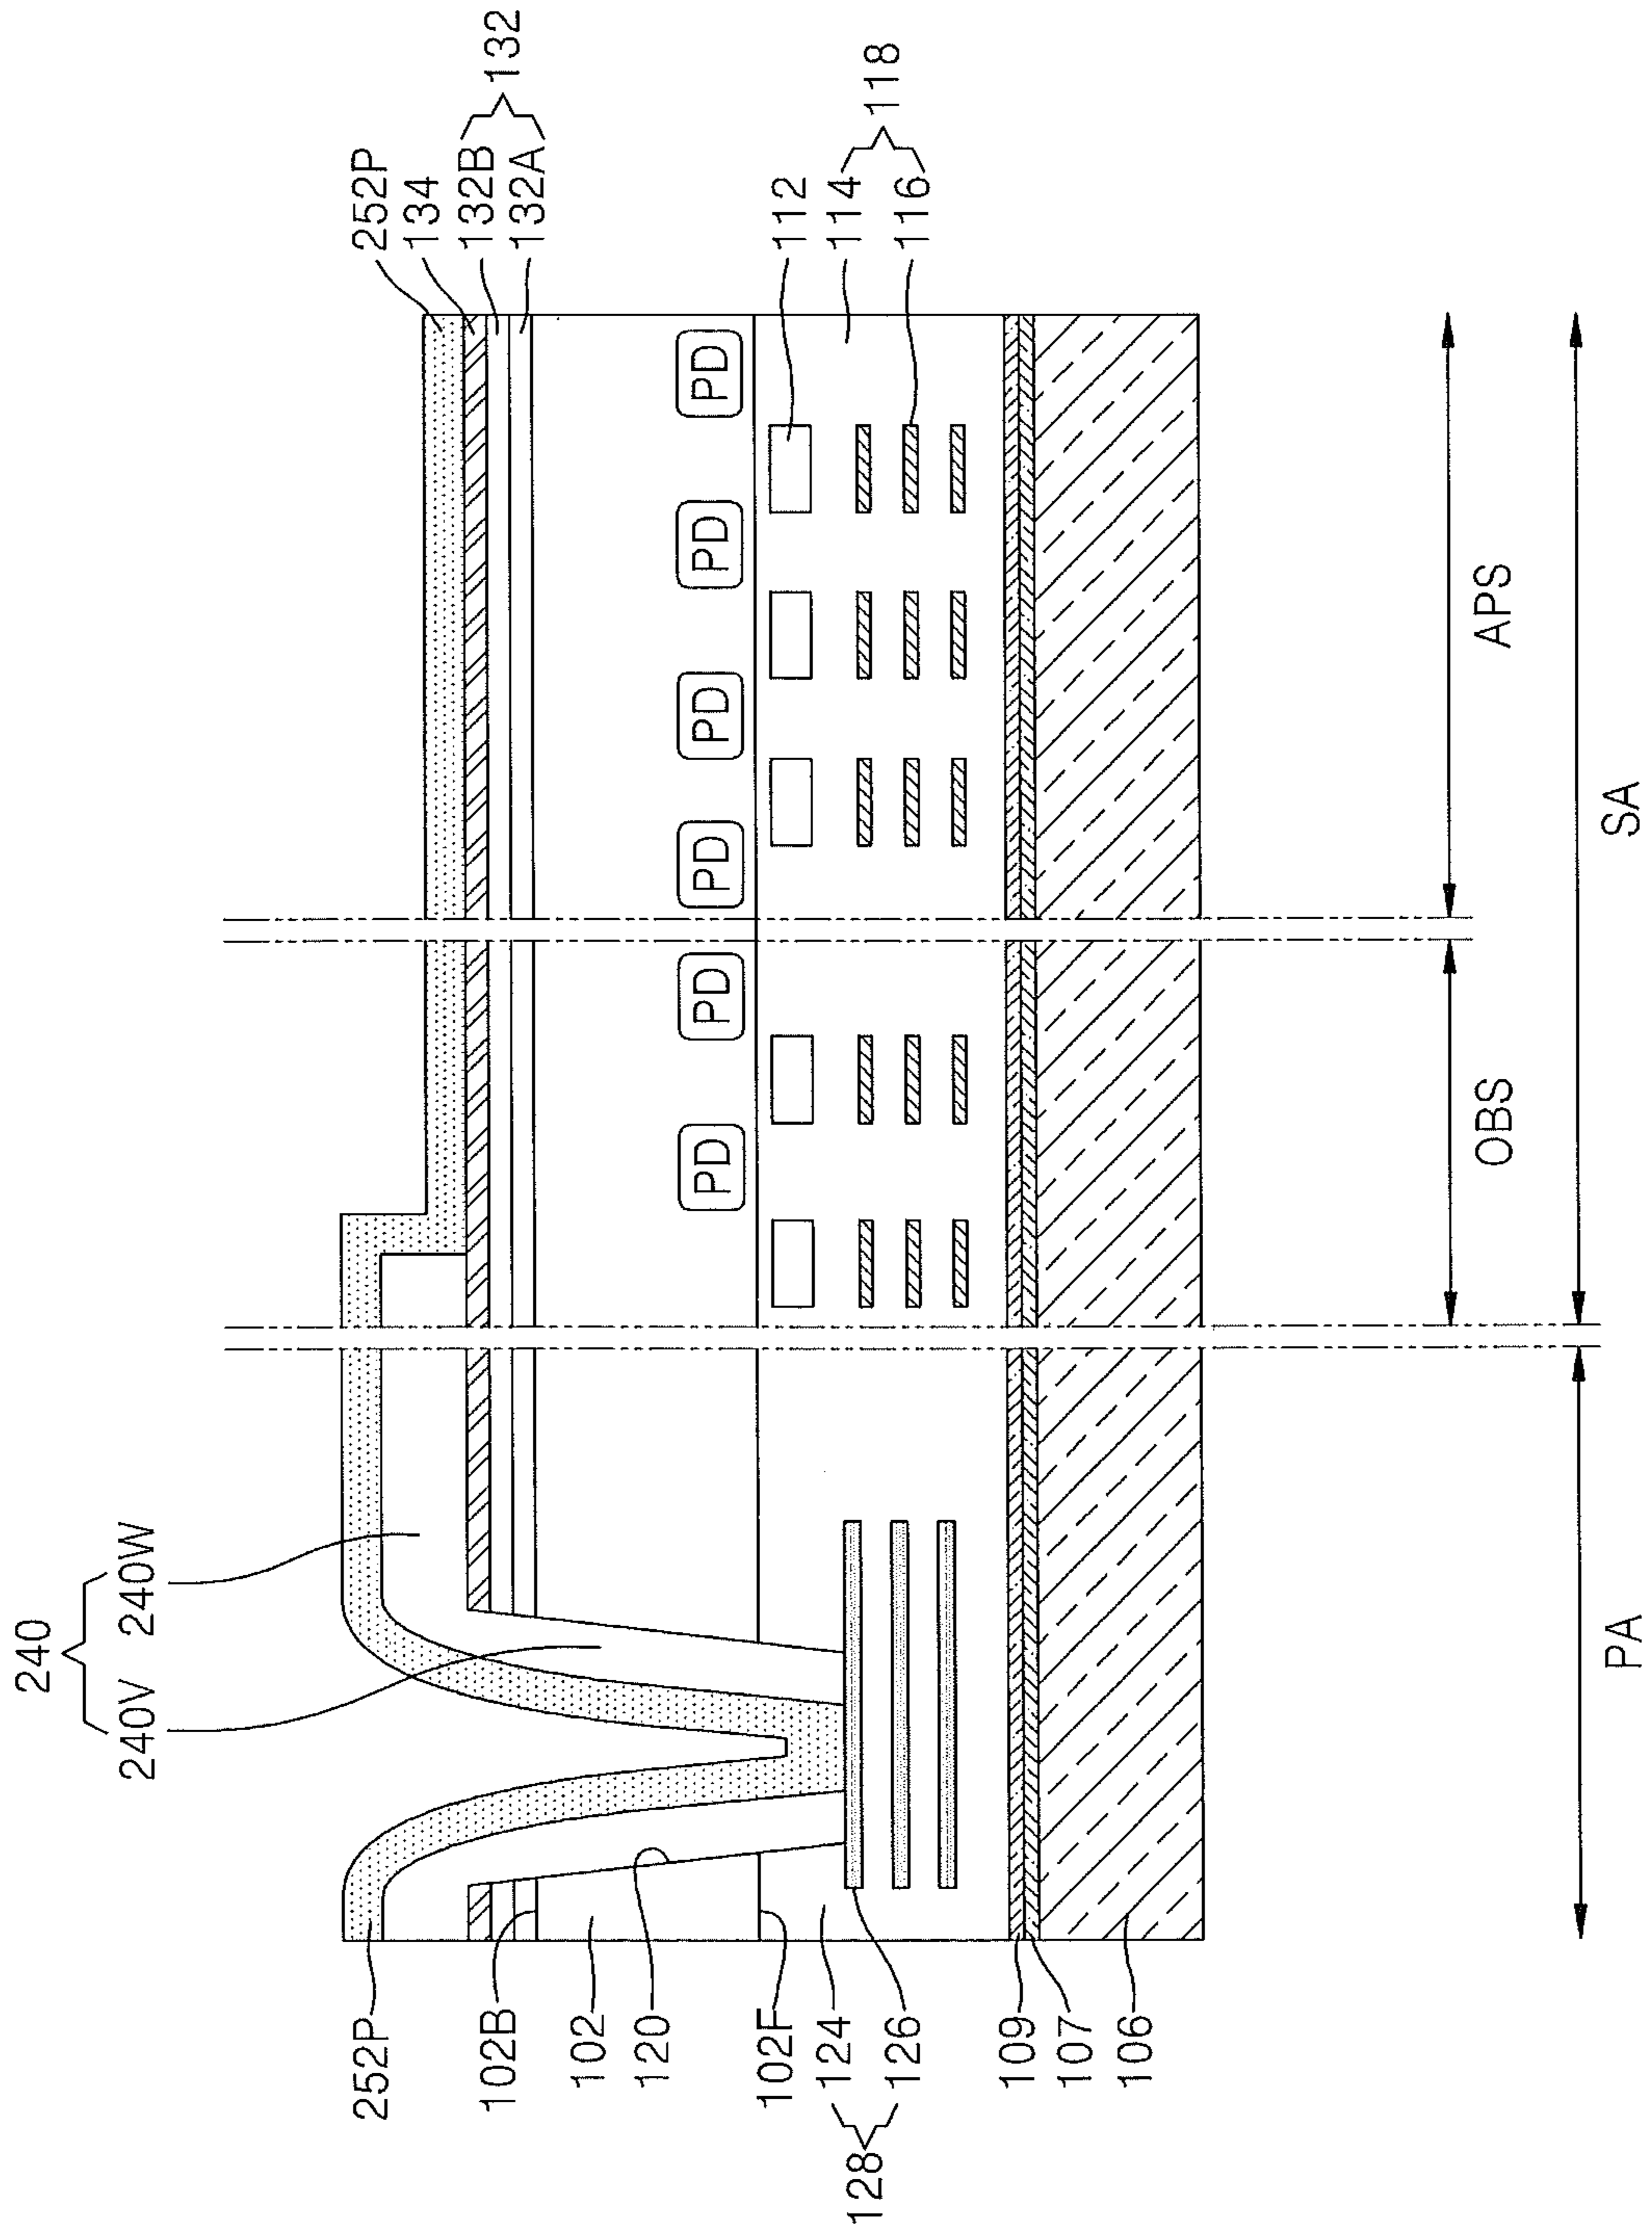 240
240V 240W
252P
252P
134
132B
132A
132
102B
102
120
PD PD PD PD PD PD
102F
112
124
114
118
128
126
116
109
107
106
OBS
APS
PA
SA